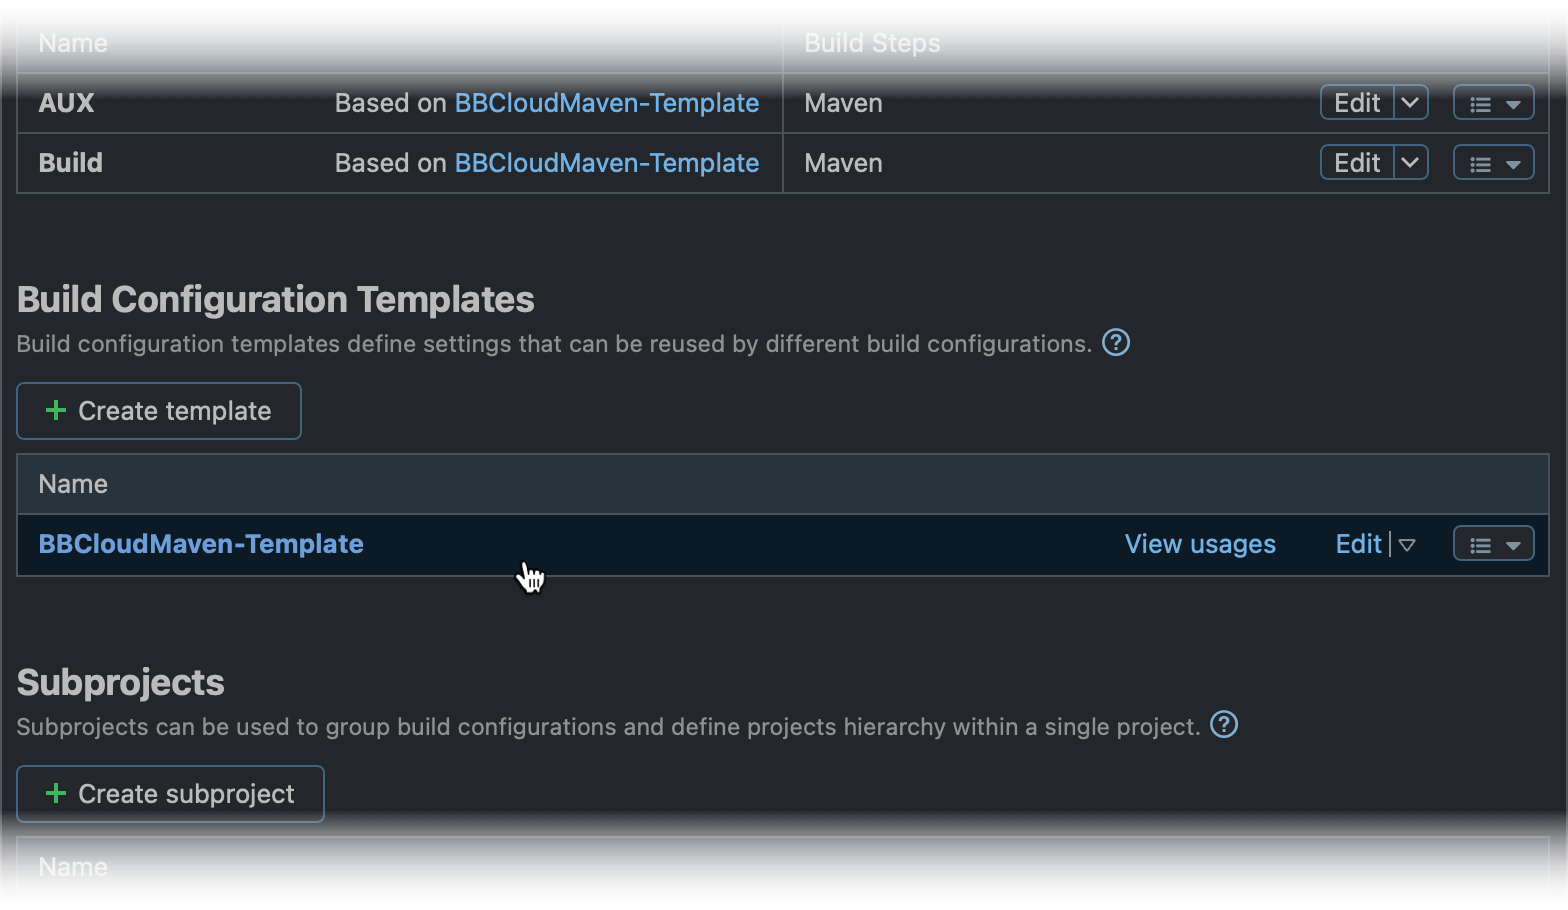 Name Build Steps
AUX Based on BBCloudMaven-Template Maven Edit
Build Based on BBCloudMaven-Template Maven Edit
Build Configuration Templates
Build configuration templates define settings that can be reused by different build configurations. ?
+ Create template
Name
BBCloudMaven-Template View usages Edit
Subprojects
Subprojects can be used to group build configurations and define projects hierarchy within a single project. ?
+ Create subproject
Name